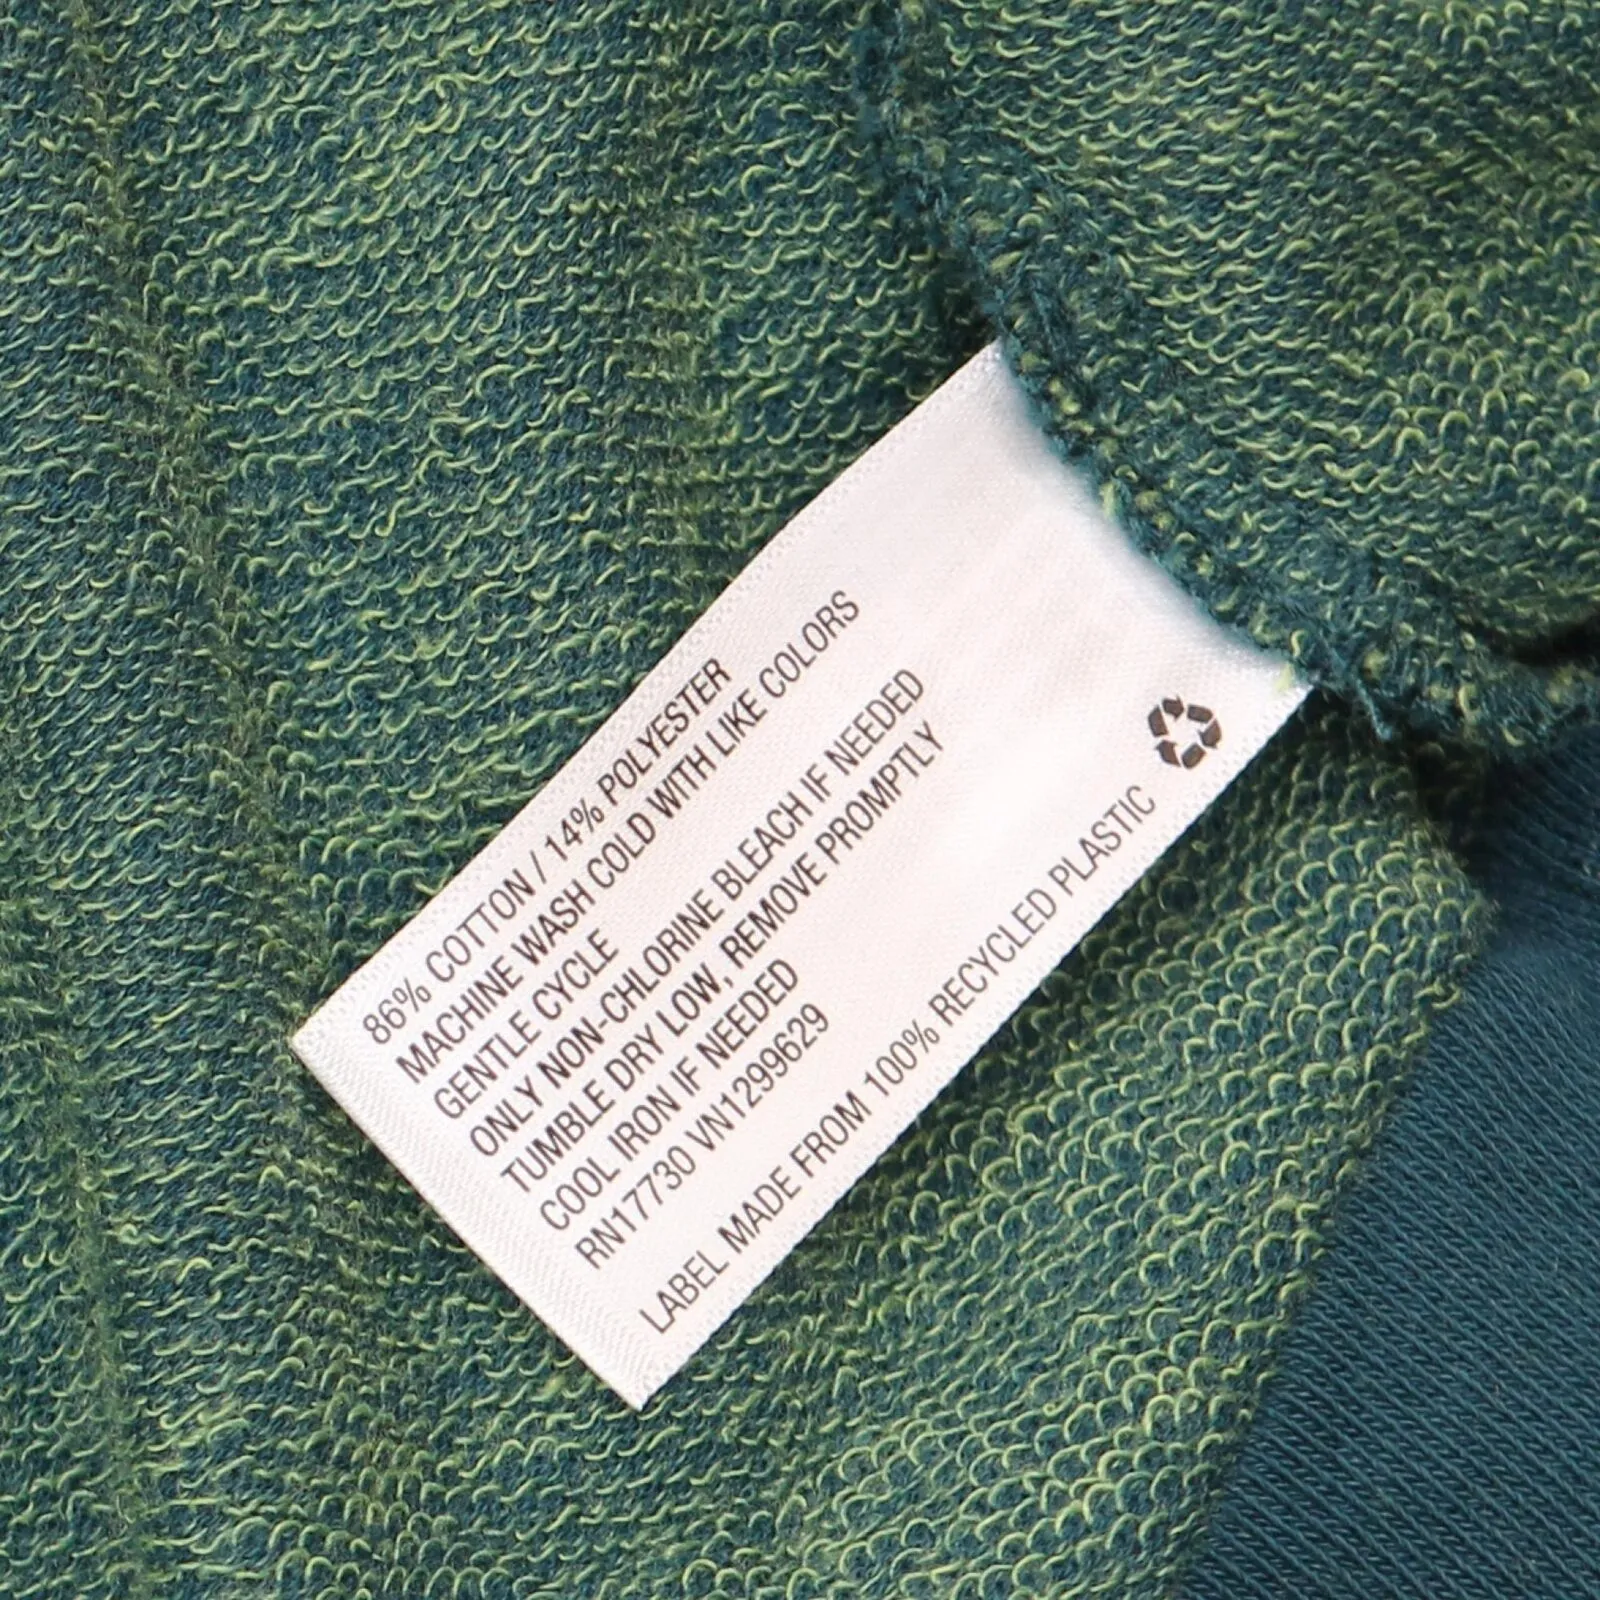 86% COTTON / 14% POLYESTER
MACHINE WASH COLD WITH LIKE COLORS
GENTLE CYCLE
ONLY NON-CHLORINE BLEACH IF NEEDED
TUMBLE DRY LOW, REMOVE PROMPTLY
COOL IRON IF NEEDED
RN17730 VN1299629
LABEL MADE FROM 100% RECYCLED PLASTIC